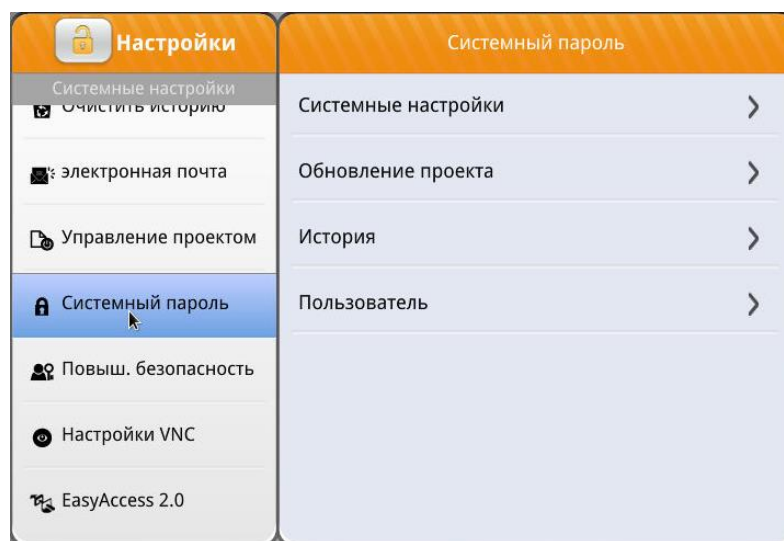 Настройки
Системные настройки
Очистить историю
электронная почта
Управление проектом
Системный пароль
Повыш. безопасность
Настройки VNC
EasyAccess 2.0
Системный пароль
Системные настройки
Обновление проекта
История
Пользователь